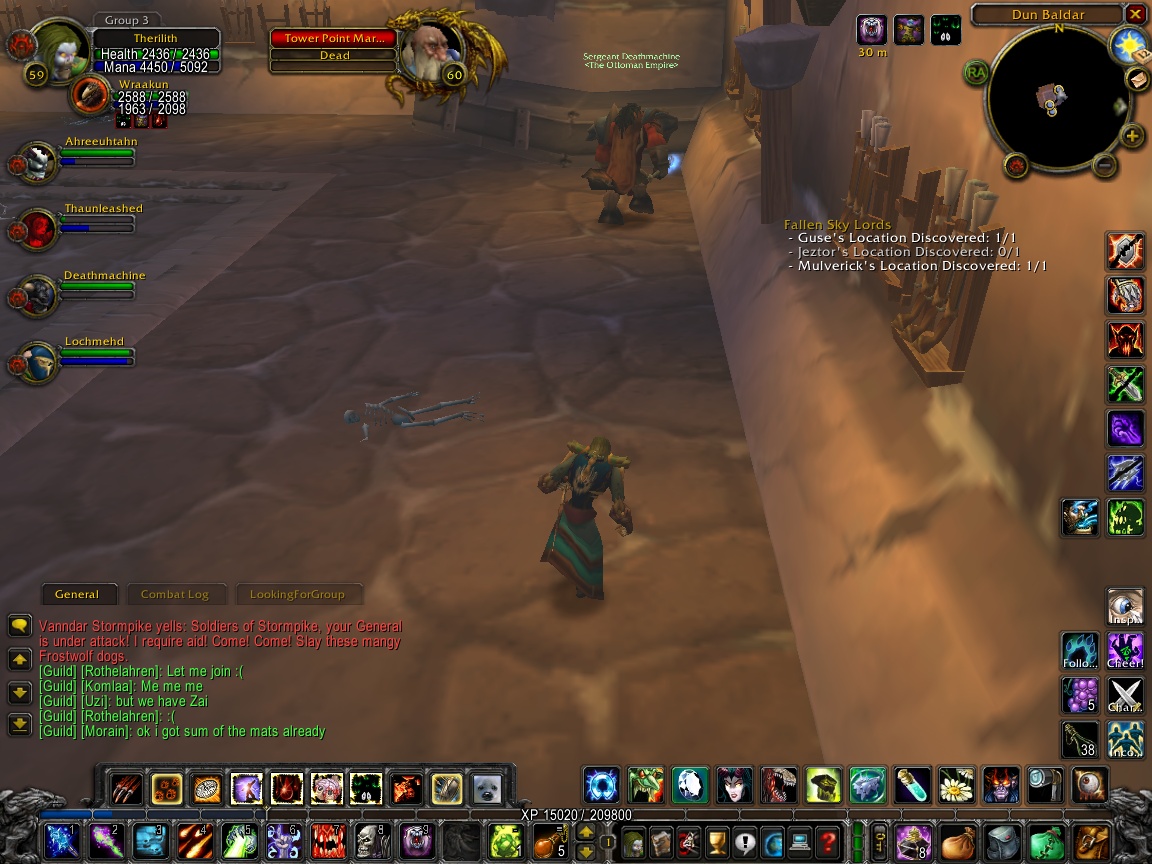 Group 3
Therilith
Health 2436 / 2436
Mana 4450 / 5092
59
Wraakun
2588 / 2588
1963 / 2098
Tower Point Mar...
Dead
60
Sergeant Deathmachine
<The Ottoman Empire>
30 m
Dun Baldar
N
12
RA
Ahreeuhtahn
Thaunleashed
Deathmachine
Lochmehd
Fallen Sky Lords
- Guse's Location Discovered: 1/1
- Jeztor's Location Discovered: 0/1
- Mulverick's Location Discovered: 1/1
General
Combat Log
LookingForGroup
Vanndar Stormpike yells: Soldiers of Stormpike, your General
is under attack! I require aid! Come! Come! Slay these mangy
Frostwolf dogs.
[Guild] [Rothelahren]: Let me join :(
[Guild] [Komlaa]: Me me me
[Guild] [Uzi]: but we have Zai
[Guild] [Rothelahren]: :(
[Guild] [Morain]: ok i got sum of the mats already
Follo...
Cheer!
5
Char...
38
XP 15020 / 209800
1
2
3
4
5
6
7
8
9
=
5
1
18